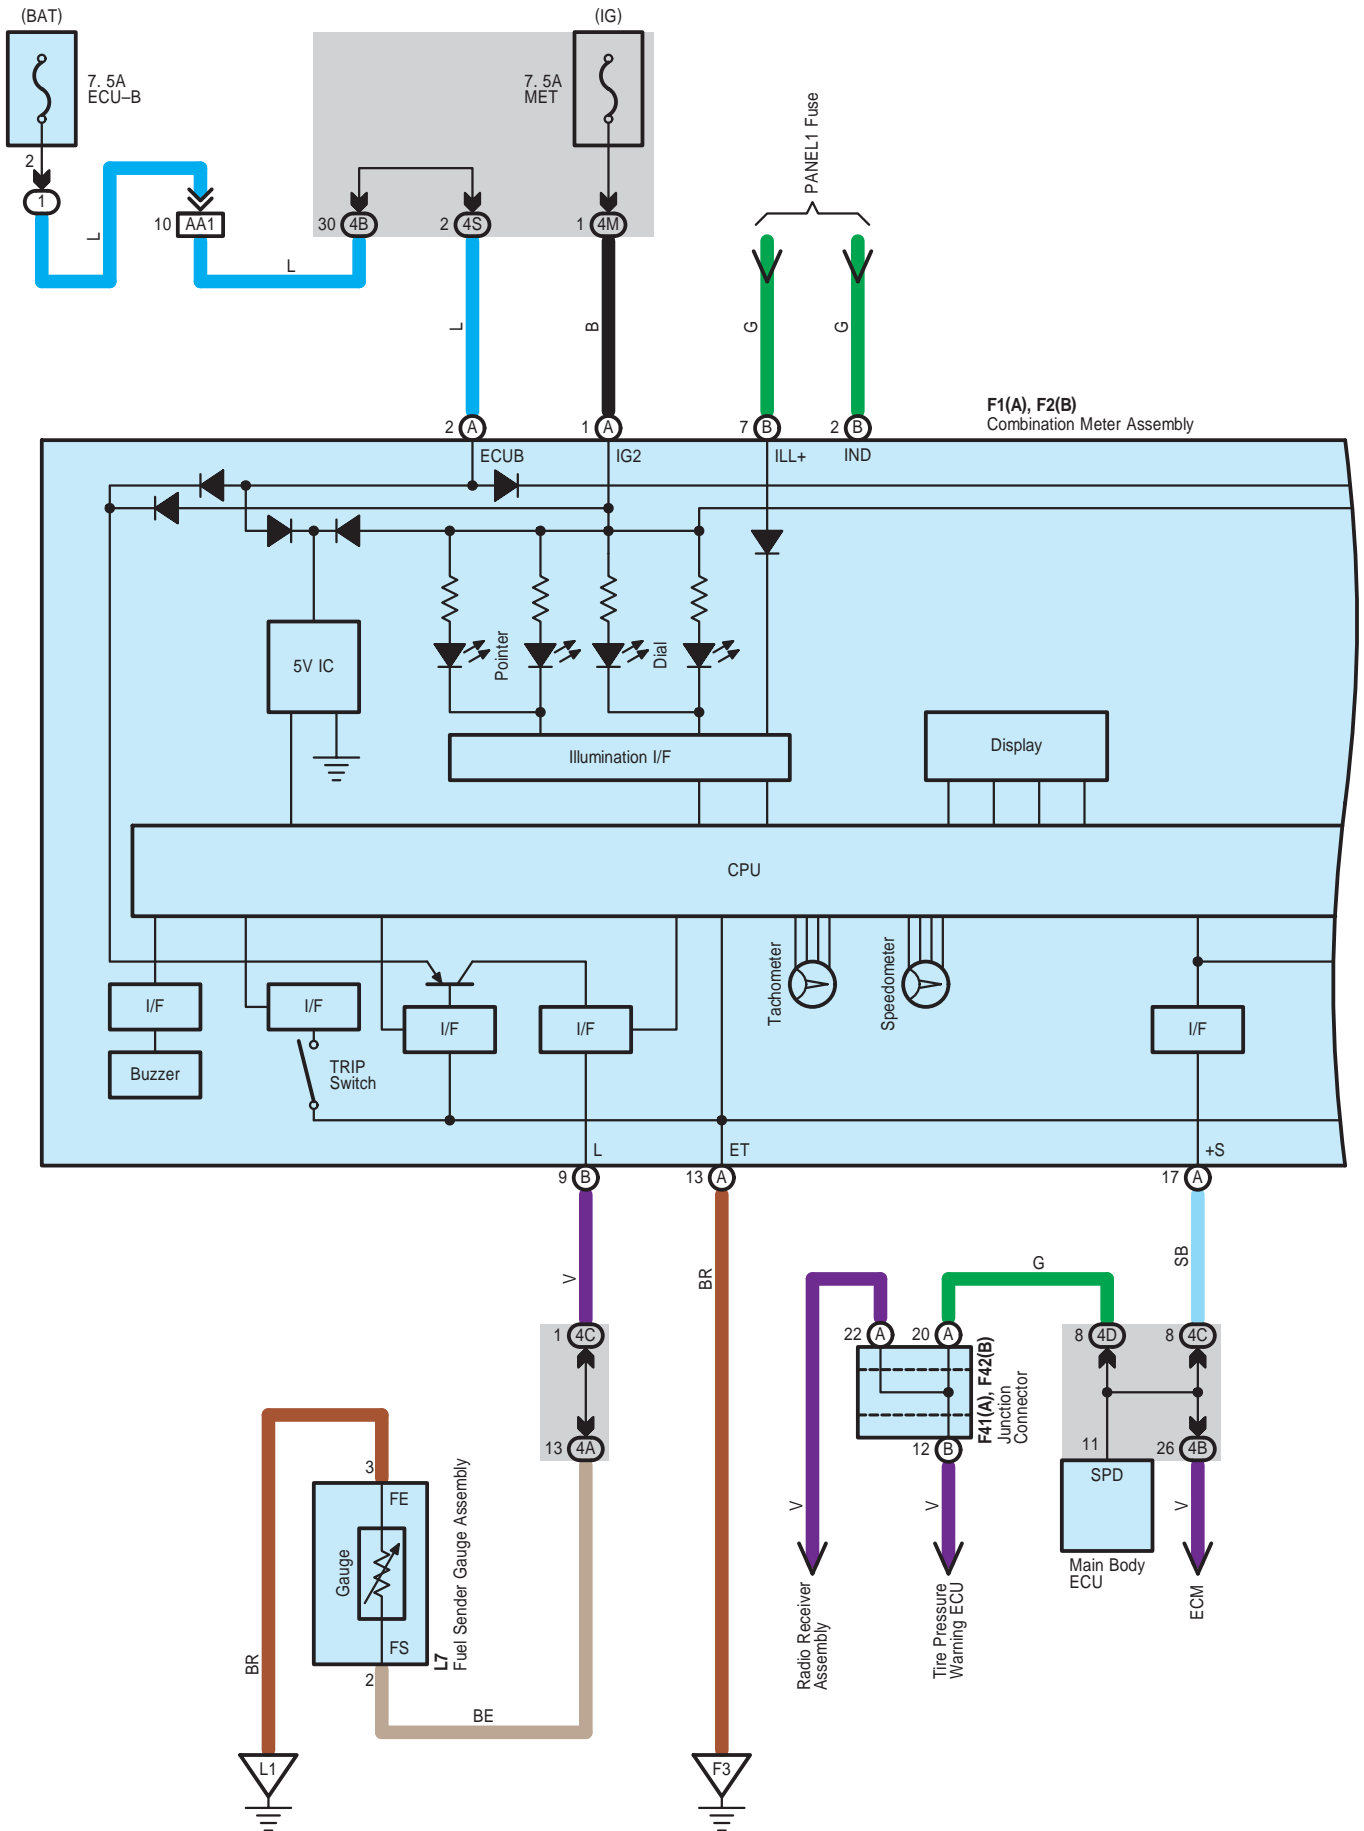 (BAT)
(IG)
7. 5A
ECU–B
7. 5A
MET
PANEL1 Fuse
2
1
L
10 AA1
L
30 4B
2 4S
1 4M
L
B
G
G
F1(A), F2(B)
Combination Meter Assembly
2 A
1 A
7 B
2 B
ECUB
IG2
ILL+
IND
5V IC
Pointer
Dial
Illumination I/F
Display
CPU
Tachometer
Speedometer
I/F
I/F
I/F
I/F
I/F
Buzzer
TRIP
Switch
L
ET
+S
9 B
13 A
17 A
V
BR
SB
G
1 4C
22 A
20 A
8 4D
8 4C
F41(A), F42(B)
Junction
Connector
13 4A
12 B
11
26 4B
SPD
Main Body
ECU
3
FE
Gauge
FS
2
L7
Fuel Sender Gauge Assembly
BR
BE
V
V
V
Radio Receiver
Assembly
Tire Pressure
Warning ECU
ECM
L1
F3